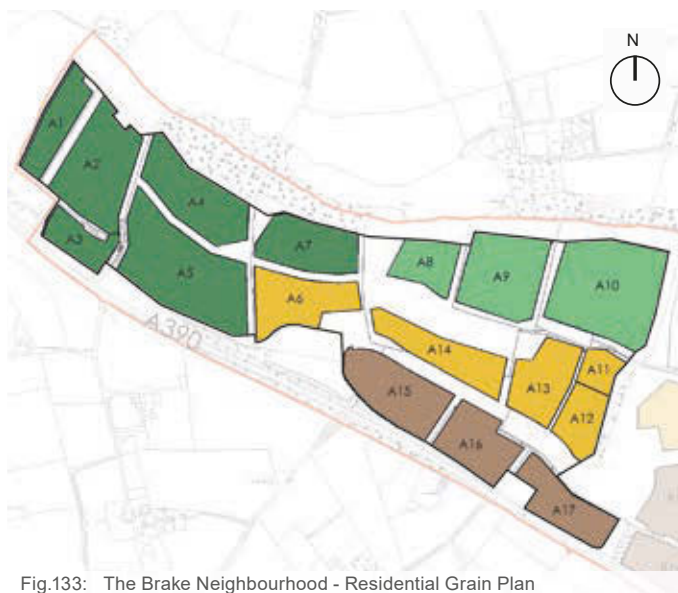 N
A1
A2
A3
A4
A5
A7
A6
A8
A9
A10
A14
A13
A11
A12
A15
A16
A17
A390
Fig.133: The Brake Neighbourhood - Residential Grain Plan